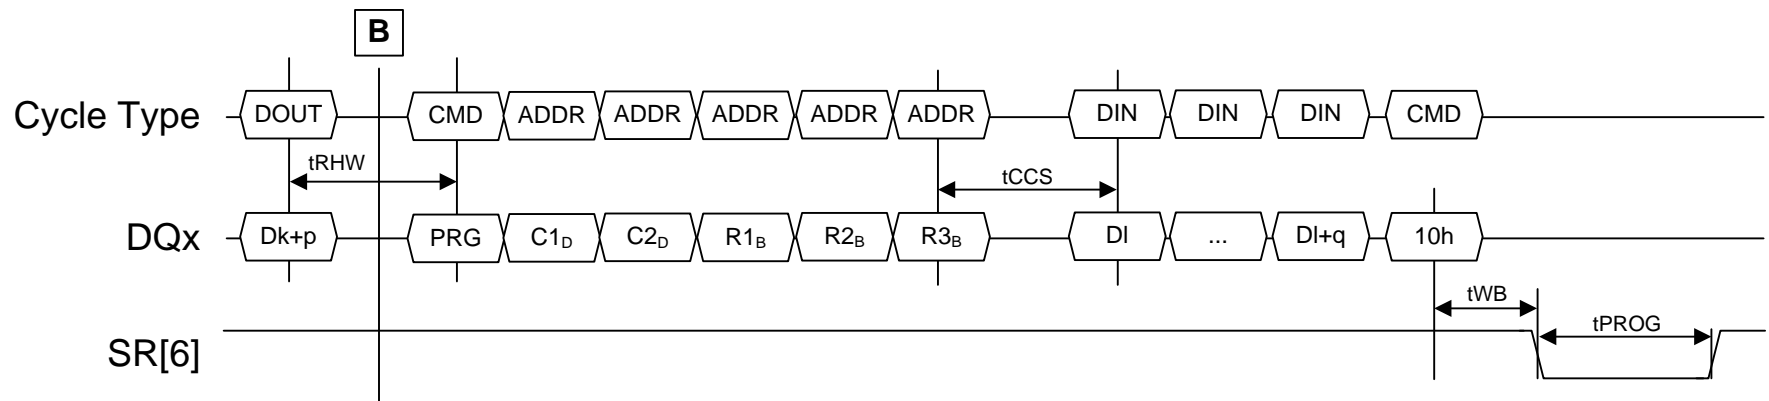 B
Cycle Type DOUT CMD ADDR ADDR ADDR ADDR ADDR DIN DIN DIN CMD
tRHW tCCS
DQx Dk+p PRG C1D C2D R1B R2B R3B DI ... DI+q 10h
tWB
tPROG
SR[6]